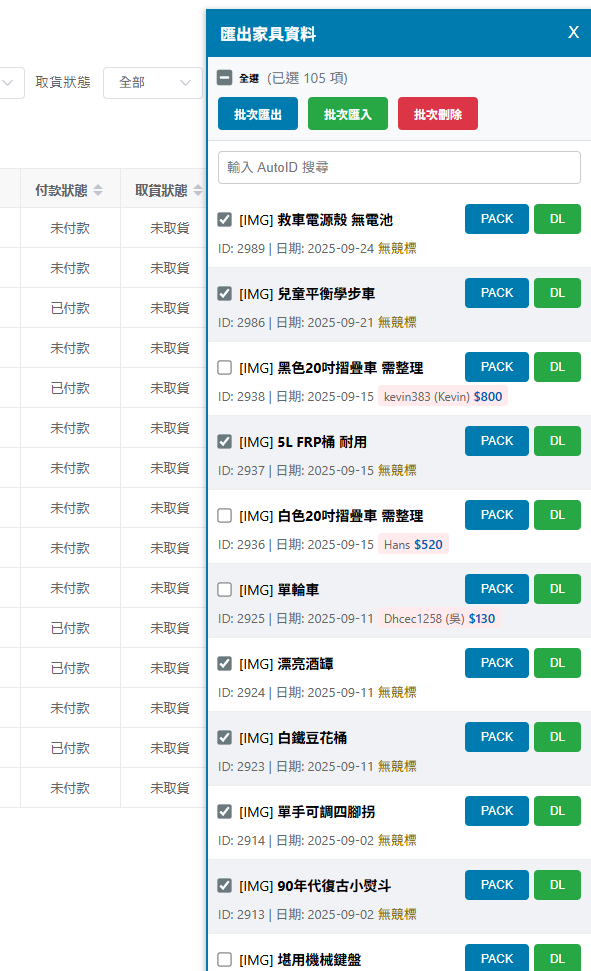 匯出家具資料 X
全選 (已選 105 項)
批次匯出 批次匯入 批次刪除
輸入 AutoID 搜尋
[IMG] 救車電源殼 無電池 PACK DL
ID: 2989 | 日期: 2025-09-24 無競標
[IMG] 兒童平衡學步車 PACK DL
ID: 2986 | 日期: 2025-09-21 無競標
[IMG] 黑色20吋摺疊車 需整理 PACK DL
ID: 2938 | 日期: 2025-09-15 kevin383 (Kevin) $800
[IMG] 5L FRP桶 耐用 PACK DL
ID: 2937 | 日期: 2025-09-15 無競標
[IMG] 白色20吋摺疊車 需整理 PACK DL
ID: 2936 | 日期: 2025-09-15 Hans $520
[IMG] 單輪車 PACK DL
ID: 2925 | 日期: 2025-09-11 Dhcec1258 (吳) $130
[IMG] 漂亮酒罈 PACK DL
ID: 2924 | 日期: 2025-09-11 無競標
[IMG] 白鐵豆花桶 PACK DL
ID: 2923 | 日期: 2025-09-11 無競標
[IMG] 單手可調四腳拐 PACK DL
ID: 2914 | 日期: 2025-09-02 無競標
[IMG] 90年代復古小熨斗 PACK DL
ID: 2913 | 日期: 2025-09-02 無競標
[IMG] 堪用機械鍵盤 PACK DL
取貨狀態 全部
付款狀態 取貨狀態
未付款 未取貨
未付款 未取貨
已付款 未取貨
未付款 未取貨
已付款 未取貨
未付款 未取貨
未付款 未取貨
未付款 未取貨
未付款 未取貨
未付款 未取貨
已付款 未取貨
已付款 未取貨
未付款 未取貨
已付款 未取貨
未付款 未取貨